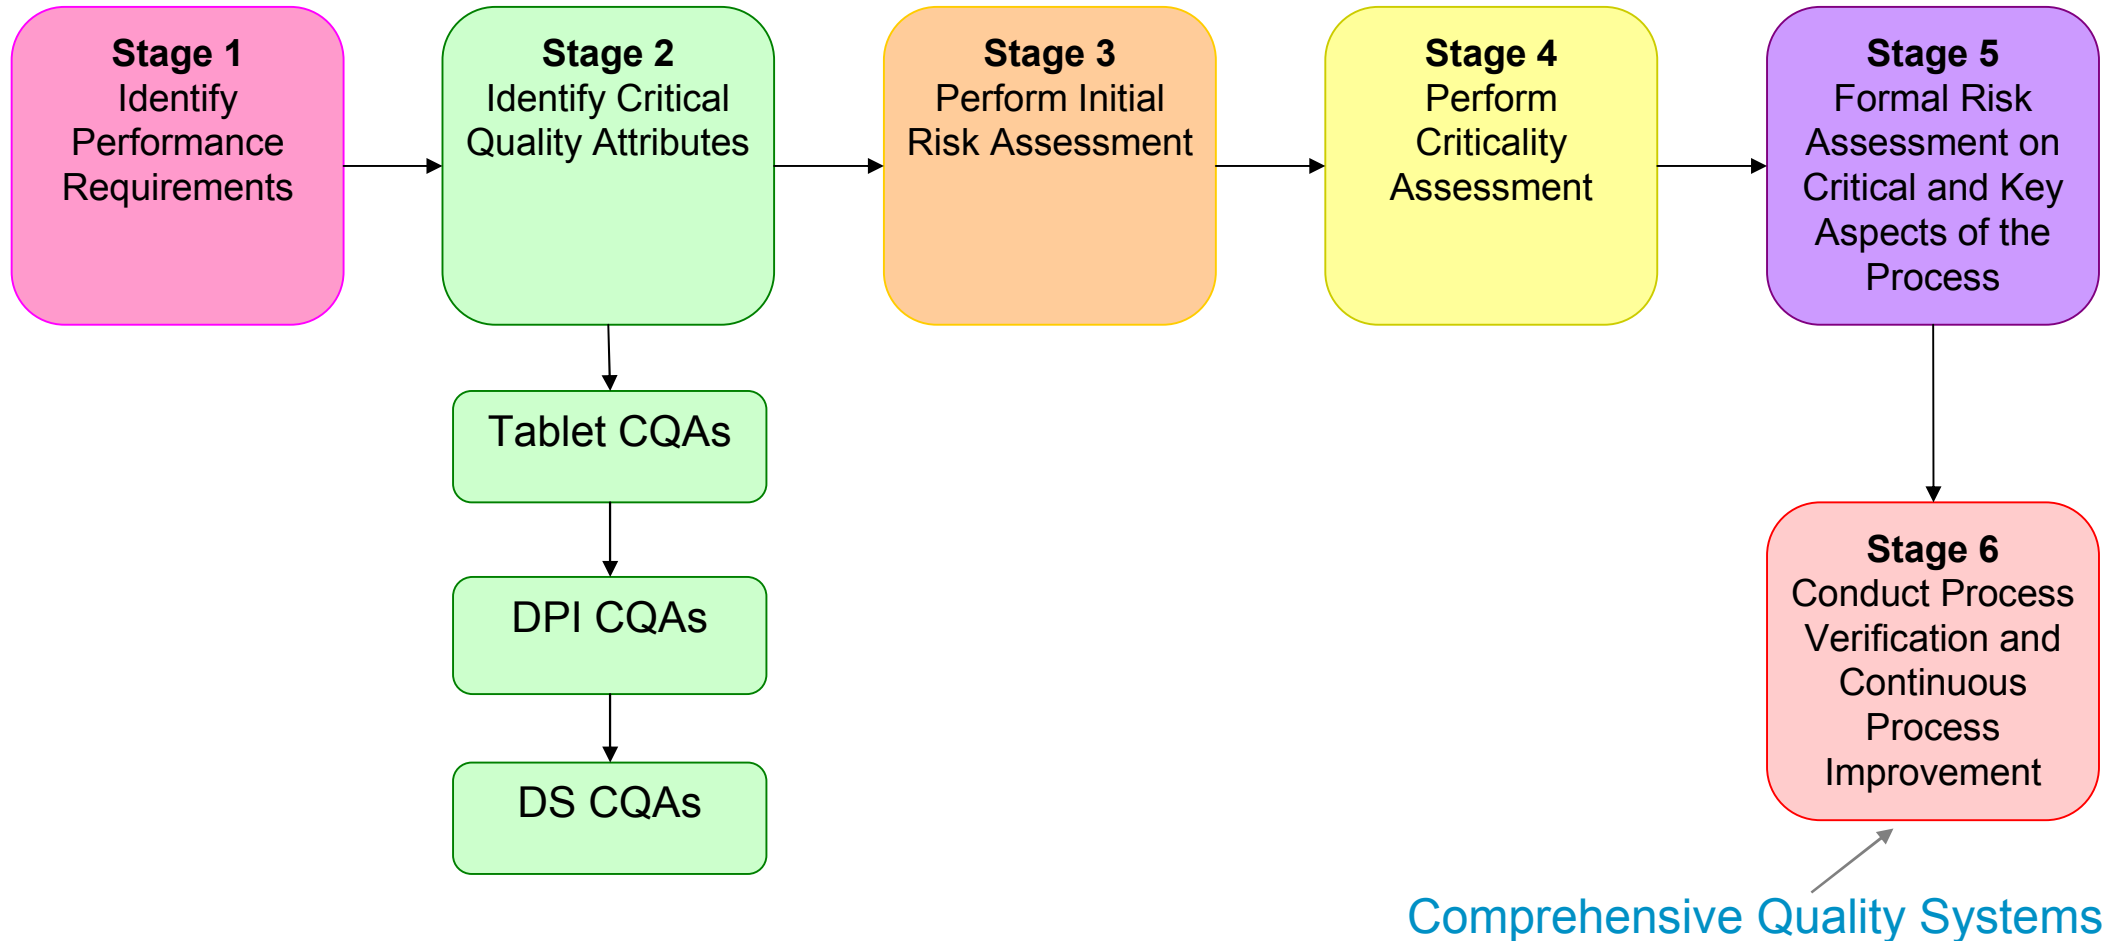 Stage 1
Identify
Performance
Requirements
Stage 2
Identify Critical
Quality Attributes
Stage 3
Perform Initial
Risk Assessment
Stage 4
Perform
Criticality
Assessment
Stage 5
Formal Risk
Assessment on
Critical and Key
Aspects of the
Process
Tablet CQAs
DPI CQAs
DS CQAs
Stage 6
Conduct Process
Verification and
Continuous
Process
Improvement
Comprehensive Quality Systems